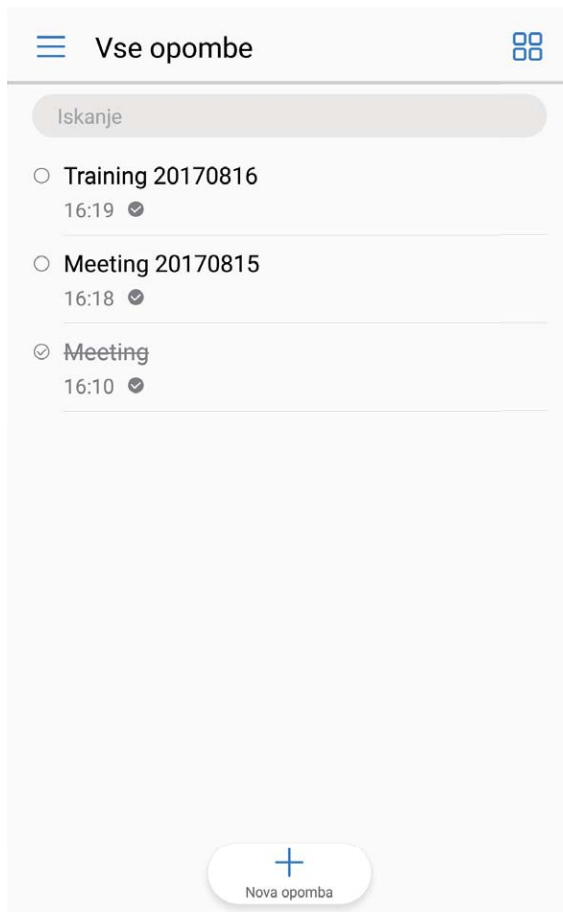 Vse opombe
Iskanje
Training 20170816
16:19
Meeting 20170815
16:18
Meeting
16:10
Nova opomba